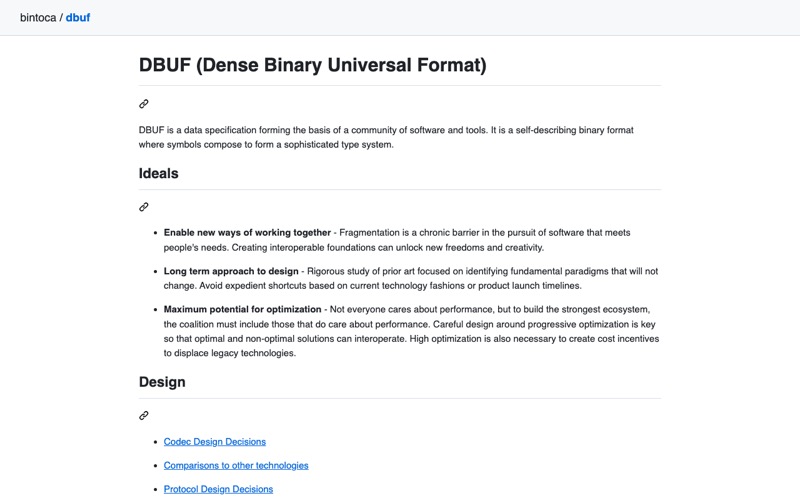 bintoca / dbuf
DBUF (Dense Binary Universal Format)
DBUF is a data specification forming the basis of a community of software and tools. It is a self-describing binary format
where symbols compose to form a sophisticated type system.
Ideals
• Enable new ways of working together - Fragmentation is a chronic barrier in the pursuit of software that meets
people's needs. Creating interoperable foundations can unlock new freedoms and creativity.
• Long term approach to design - Rigorous study of prior art focused on identifying fundamental paradigms that will not
change. Avoid expedient shortcuts based on current technology fashions or product launch timelines.
• Maximum potential for optimization - Not everyone cares about performance, but to build the strongest ecosystem,
the coalition must include those that do care about performance. Careful design around progressive optimization is key
so that optimal and non-optimal solutions can interoperate. High optimization is also necessary to create cost incentives
to displace legacy technologies.
Design
• Codec Design Decisions
• Comparisons to other technologies
• Protocol Design Decisions